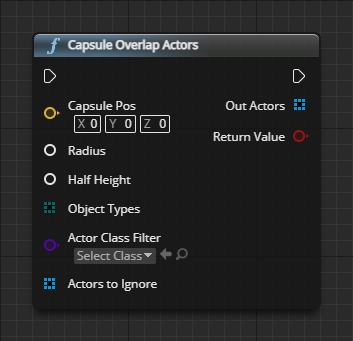 Capsule Overlap Actors
Capsule Pos
X 0 Y 0 Z 0
Out Actors
Return Value
Radius
Half Height
Object Types
Actor Class Filter
Select Class
Actors to Ignore